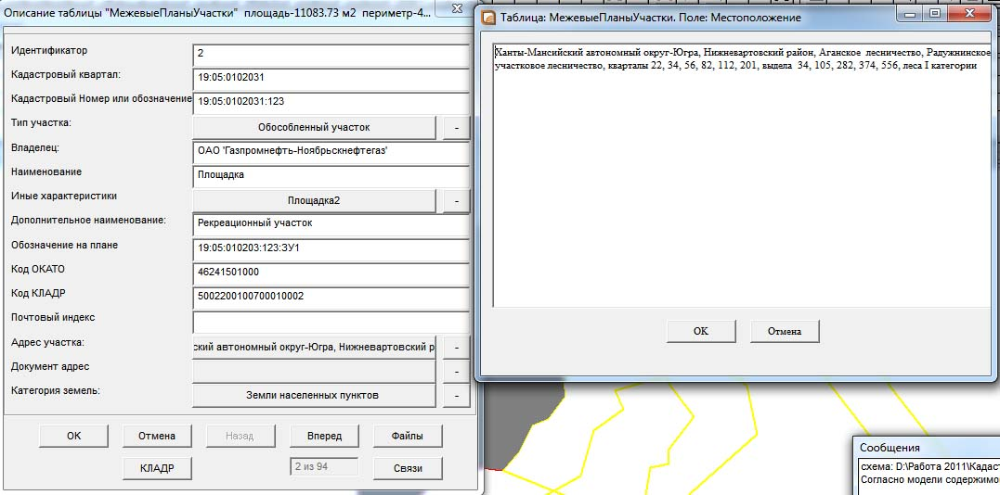 Описание таблицы "МежевыеПланыУчастки" площадь-11083.73 м2 периметр-4...
Идентификатор 2
Кадастровый квартал: 19:05:0102031
Кадастровый Номер или обозначение 19:05:0102031:123
Тип участка: Обособленный участок -
Владелец: ОАО 'Газпромнефть-Ноябрьскнефтегаз'
Наименование Площадка
Иные характеристики Площадка2 -
Дополнительное наименование: Рекреационный участок
Обозначение на плане 19:05:010203:123:ЗУ1
Код ОКАТО 46241501000
Код КЛАДР 5002200100700010002
Почтовый индекс
Адрес участка: ский автономный округ-Югра, Нижневартовский р -
Документ адрес -
Категория земель: Земли населенных пунктов -
ОК Отмена Назад Вперед Файлы
КЛАДР 2 из 94 Связи
Таблица: МежевыеПланыУчастки. Поле: Местоположение
Ханты-Мансийский автономный округ-Югра, Нижневартовский район, Аганское лесничество, Радужнинское
участковое лесничество, кварталы 22, 34, 56, 82, 112, 201, выдела 34, 105, 282, 374, 556, леса I категории
OK Отмена
Сообщения
схема: D:\Работа 2011\Кадаст
Согласно модели содержимо